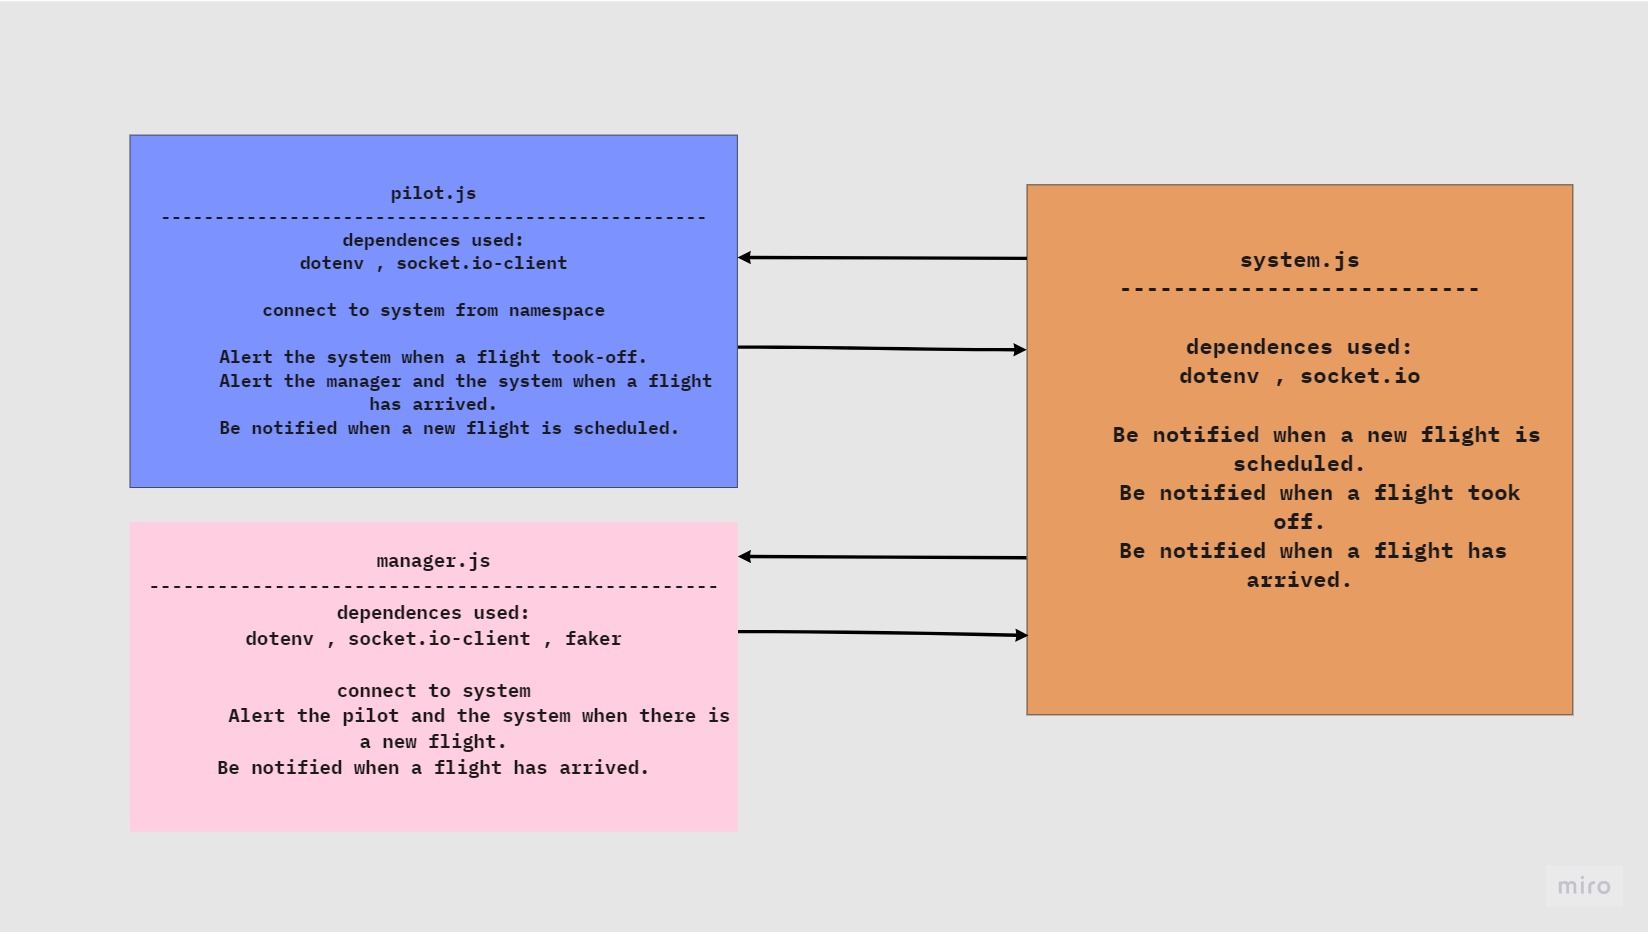 pilot.js
---------------------------------------------------
dependences used:
dotenv , socket.io-client
connect to system from namespace
Alert the system when a flight took-off.
Alert the manager and the system when a flight
has arrived.
Be notified when a new flight is scheduled.
manager.js
--------------------------------------------------
dependences used:
dotenv , socket.io-client , faker
connect to system
Alert the pilot and the system when there is
a new flight.
Be notified when a flight has arrived.
system.js
---------------------------
dependences used:
dotenv , socket.io
Be notified when a new flight is
scheduled.
Be notified when a flight took
off.
Be notified when a flight has
arrived.
miro